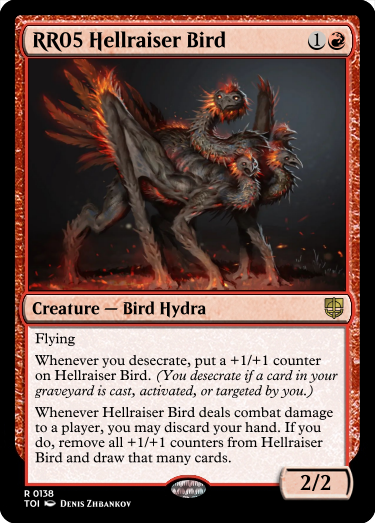 RR05 Hellraiser Bird
1
Creature — Bird Hydra
Flying
Whenever you desecrate, put a +1/+1 counter
on Hellraiser Bird. (You desecrate if a card in your
graveyard is cast, activated, or targeted by you.)
Whenever Hellraiser Bird deals combat damage
to a player, you may discard your hand. If you
do, remove all +1/+1 counters from Hellraiser
Bird and draw that many cards.
2/2
R 0138
TOI DENIS ZHBANKOV